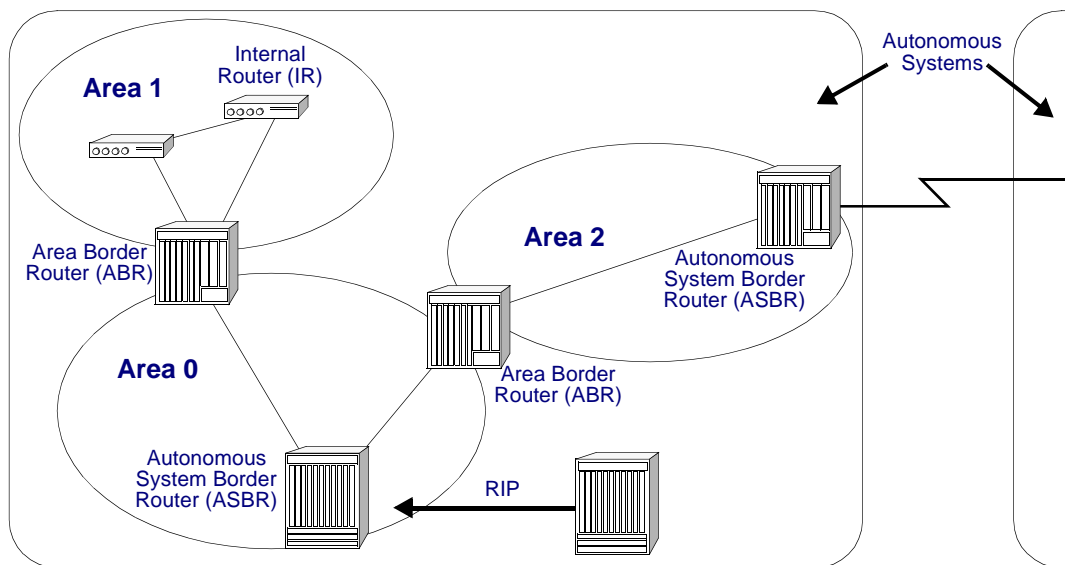 Internal
Router (IR)
Area 1
Autonomous
Systems
Area Border
Router (ABR)
Area 2
Autonomous
System Border
Router (ASBR)
Area 0
Area Border
Router (ABR)
Autonomous
System Border
Router (ASBR)
RIP